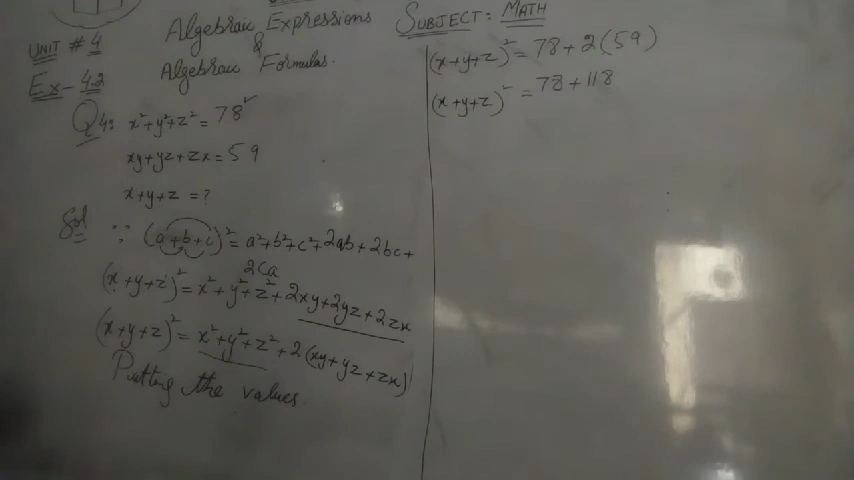 Algebraic Expressions
&
Algebraic Formulas.
SUBJECT: MATH
UNIT # 4
Ex-4.2
Q4: x²+y²+z² = 78
xy+yz+zx = 59
x+y+z = ?
Sol ∵ (a+b+c)² = a²+b²+c²+2ab+2bc+
2ca
(x+y+z)² = x²+y²+z²+2xy+2yz+2zx
(x+y+z)² = x²+y²+z²+2(xy+yz+zx)
Putting the values.
(x+y+z)² = 78+2(59)
(x+y+z)² = 78+118